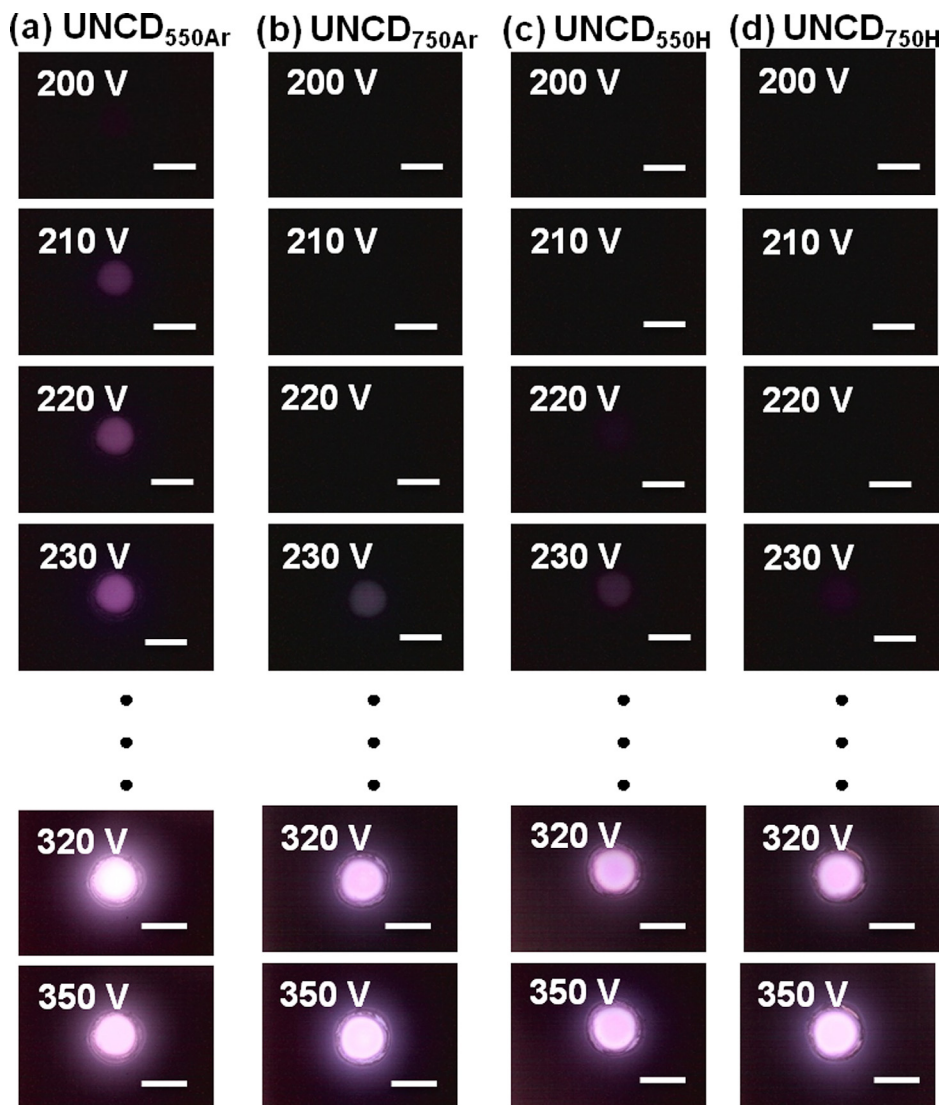 (a) UNCD550Ar (b) UNCD750Ar (c) UNCD550H (d) UNCD750H
200 V 200 V 200 V 200 V
210 V 210 V 210 V 210 V
220 V 220 V 220 V 220 V
230 V 230 V 230 V 230 V
320 V 320 V 320 V 320 V
350 V 350 V 350 V 350 V